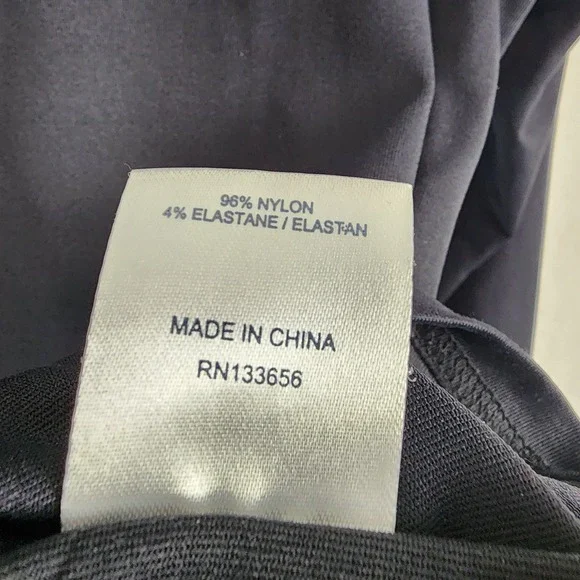 96% NYLON
4% ELASTANE / ELASTAN
MADE IN CHINA
RN133656